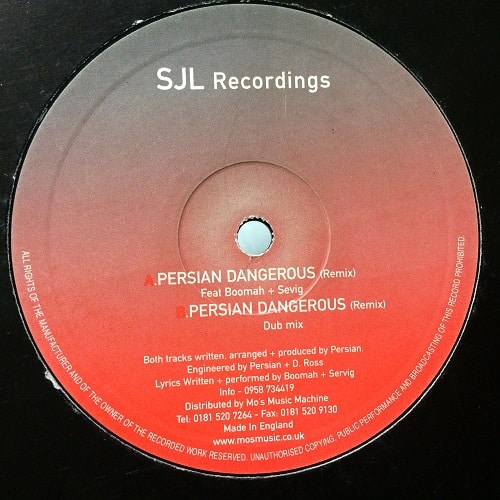 SJL Recordings
A.PERSIAN DANGEROUS (Remix)
Feat Boomah + Sevig
B.PERSIAN DANGEROUS (Remix)
Dub mix
Both tracks written. arranged + produced by Persian.
Engineered by Persian + D. Ross
Lyrics Written + performed by Boomah + Servig
Info - 0958 734419
Distributed by Mo's Music Machine
Tel: 0181 520 7264 - Fax: 0181 520 9130
Made In England
www.mosmusic.co.uk
ALL RIGHTS OF THE MANUFACTURER AND OF THE OWNER OF THE RECORDED WORK RESERVED. UNAUTHORISED COPYING, PUBLIC PERFORMANCE AND BROADCASTING OF THIS RECORD PROHIBITED.